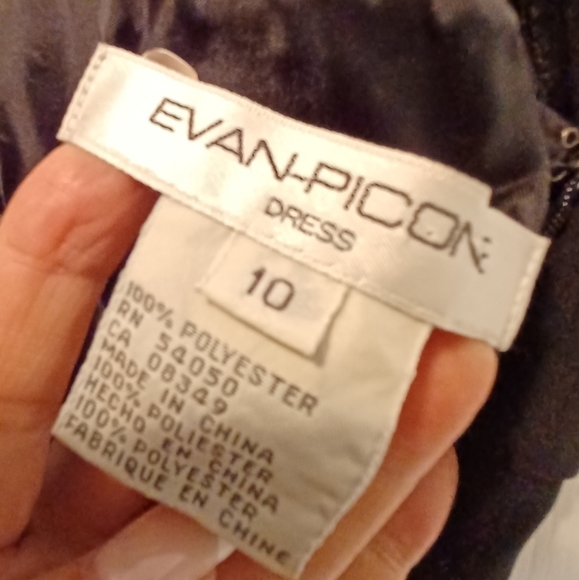 EVAN-PICON
DRESS
10
100% POLYESTER
RN 54050
CA 08349
MADE IN CHINA
100% POLIESTER
HECHO EN CHINA
100% POLYESTER
FABRIQUE EN CHINE